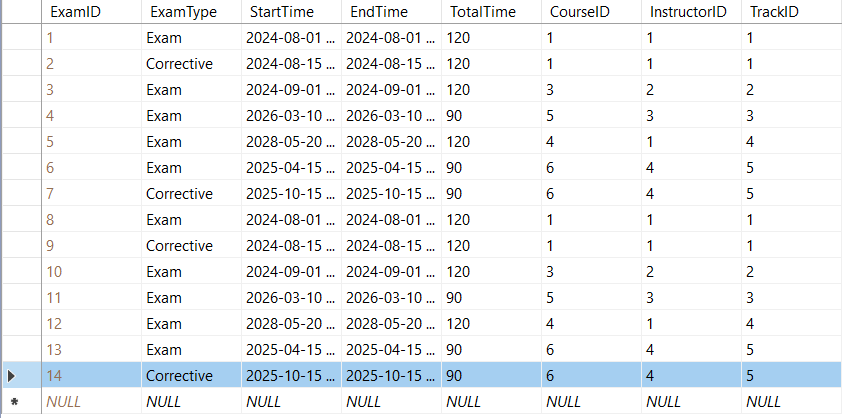 ExamID ExamType StartTime EndTime TotalTime CourseID InstructorID TrackID
1 Exam 2024-08-01 ... 2024-08-01 ... 120 1 1 1
2 Corrective 2024-08-15 ... 2024-08-15 ... 120 1 1 1
3 Exam 2024-09-01 ... 2024-09-01 ... 120 3 2 2
4 Exam 2026-03-10 ... 2026-03-10 ... 90 5 3 3
5 Exam 2028-05-20 ... 2028-05-20 ... 120 4 1 4
6 Exam 2025-04-15 ... 2025-04-15 ... 90 6 4 5
7 Corrective 2025-10-15 ... 2025-10-15 ... 90 6 4 5
8 Exam 2024-08-01 ... 2024-08-01 ... 120 1 1 1
9 Corrective 2024-08-15 ... 2024-08-15 ... 120 1 1 1
10 Exam 2024-09-01 ... 2024-09-01 ... 120 3 2 2
11 Exam 2026-03-10 ... 2026-03-10 ... 90 5 3 3
12 Exam 2028-05-20 ... 2028-05-20 ... 120 4 1 4
13 Exam 2025-04-15 ... 2025-04-15 ... 90 6 4 5
14 Corrective 2025-10-15 ... 2025-10-15 ... 90 6 4 5
* NULL NULL NULL NULL NULL NULL NULL NULL